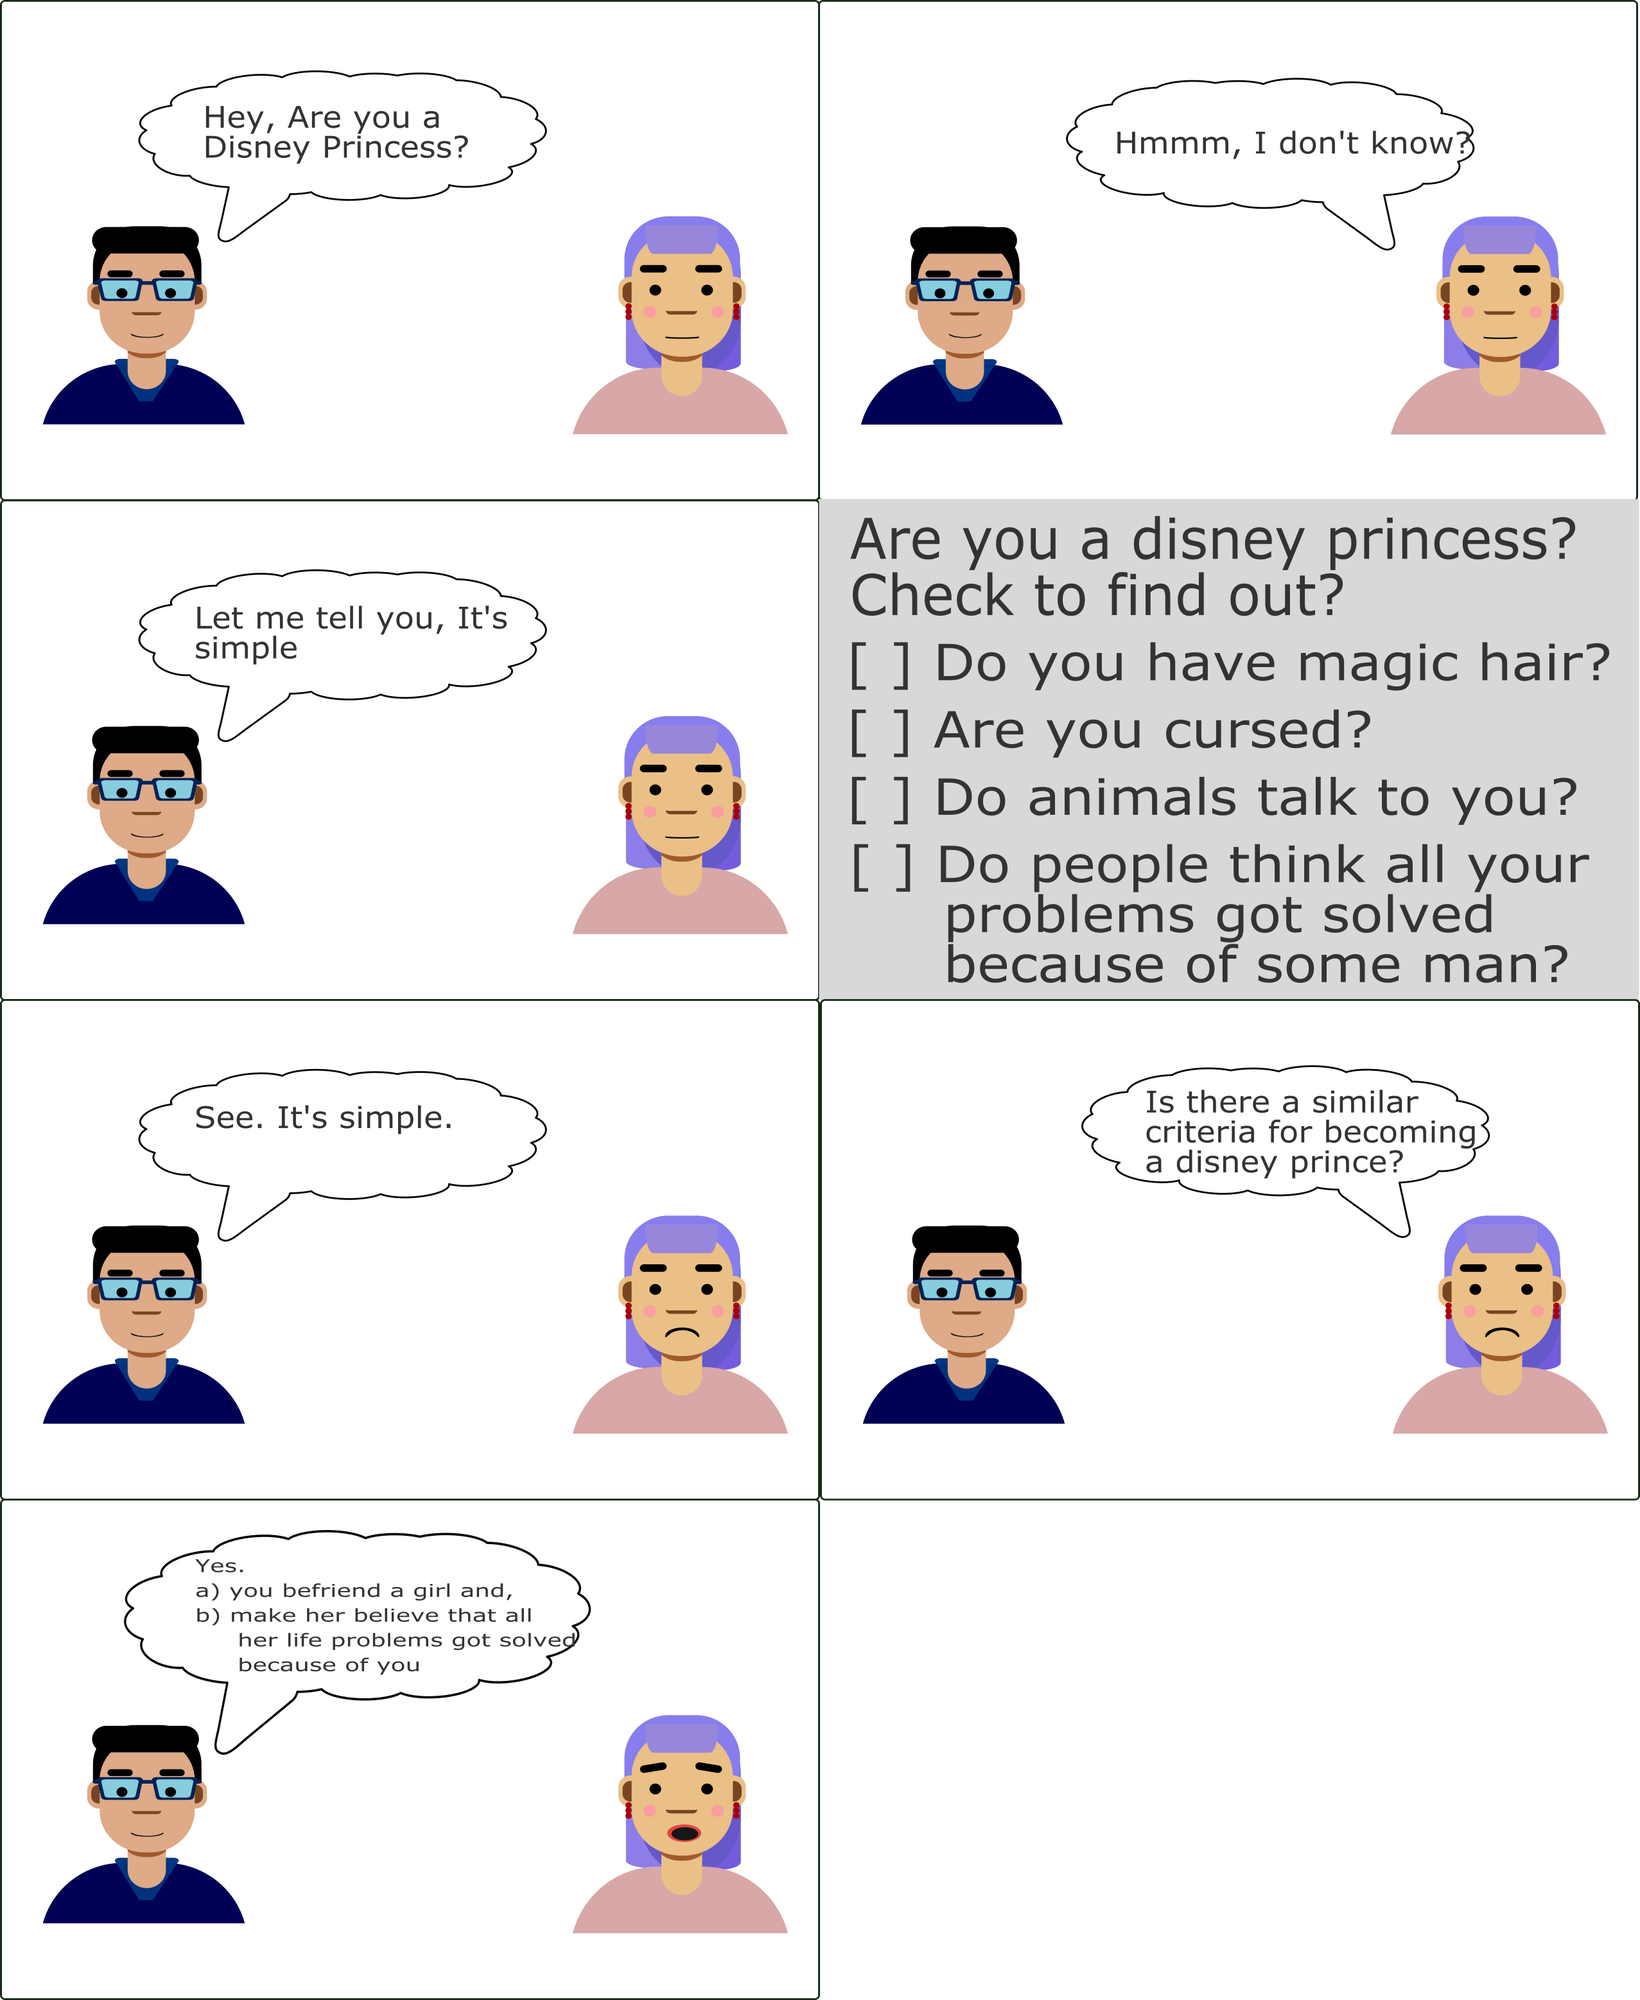 Hey, Are you a
Disney Princess?
Hmmm, I don't know?
Let me tell you, It's
simple
Are you a disney princess?
Check to find out?
[ ] Do you have magic hair?
[ ] Are you cursed?
[ ] Do animals talk to you?
[ ] Do people think all your
problems got solved
because of some man?
See. It's simple.
Is there a similar
criteria for becoming
a disney prince?
Yes.
a) you befriend a girl and,
b) make her believe that all
her life problems got solved
because of you